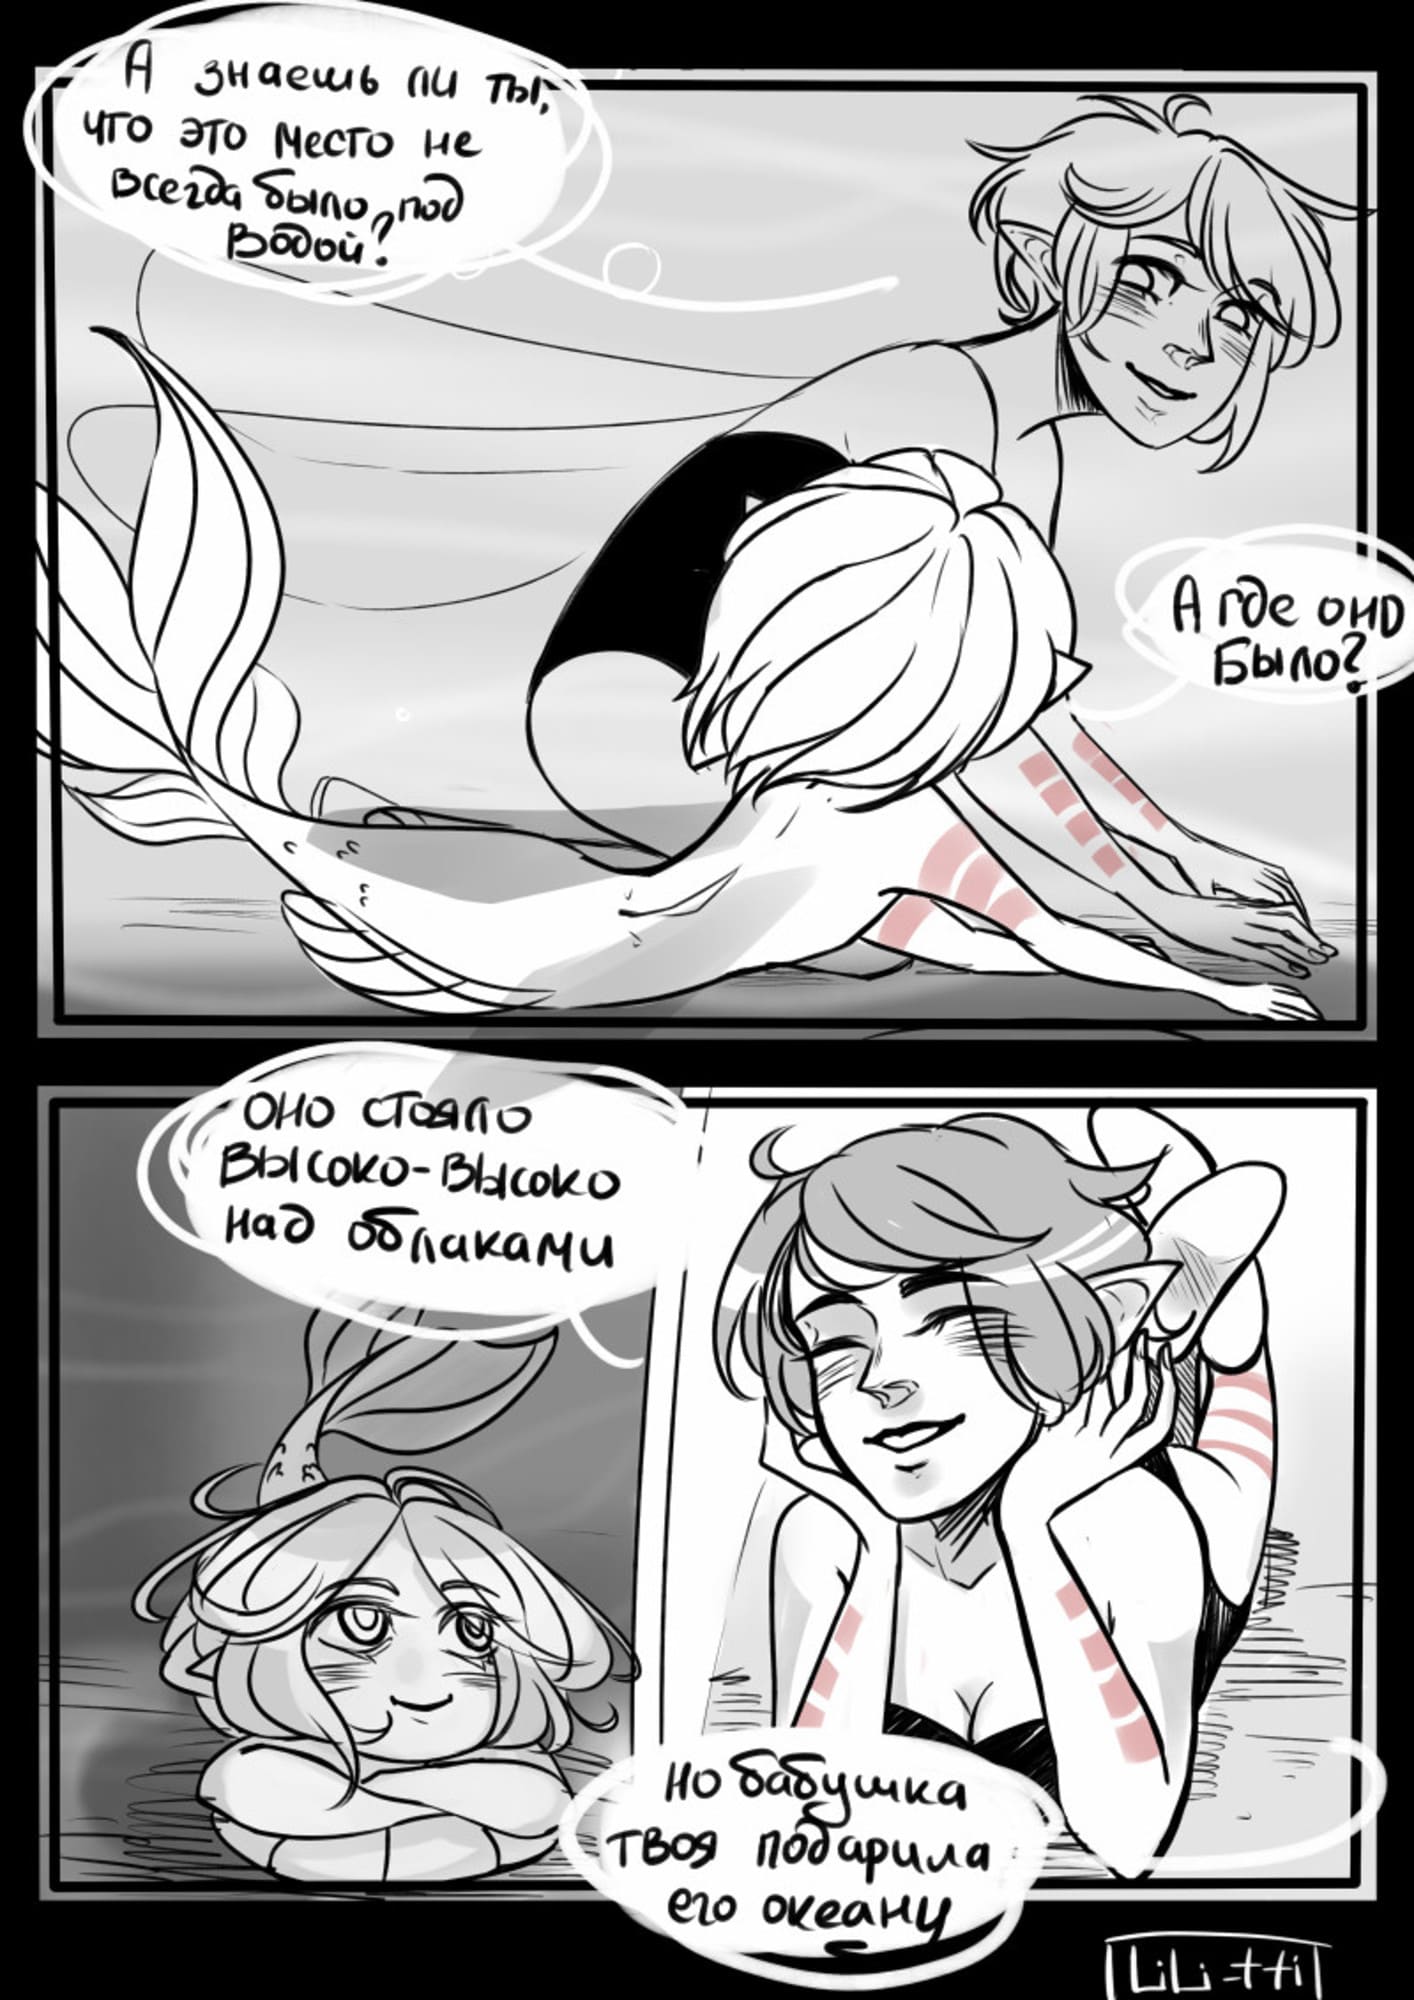 А знаешь ли ты,
что это место не
всегда было под
водой?
А где оно
было?
Оно стояло
высоко-высоко
над облаками
Но бабушка
твоя подарила
его океану
LiLi-tti